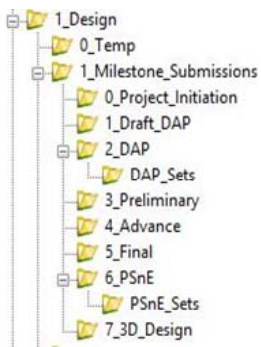 1_Design
0_Temp
1_Milestone_Submissions
0_Project_Initiation
1_Draft_DAP
2_DAP
DAP_Sets
3_Preliminary
4_Advance
5_Final
6_PSnE
PSnE_Sets
7_3D_Design